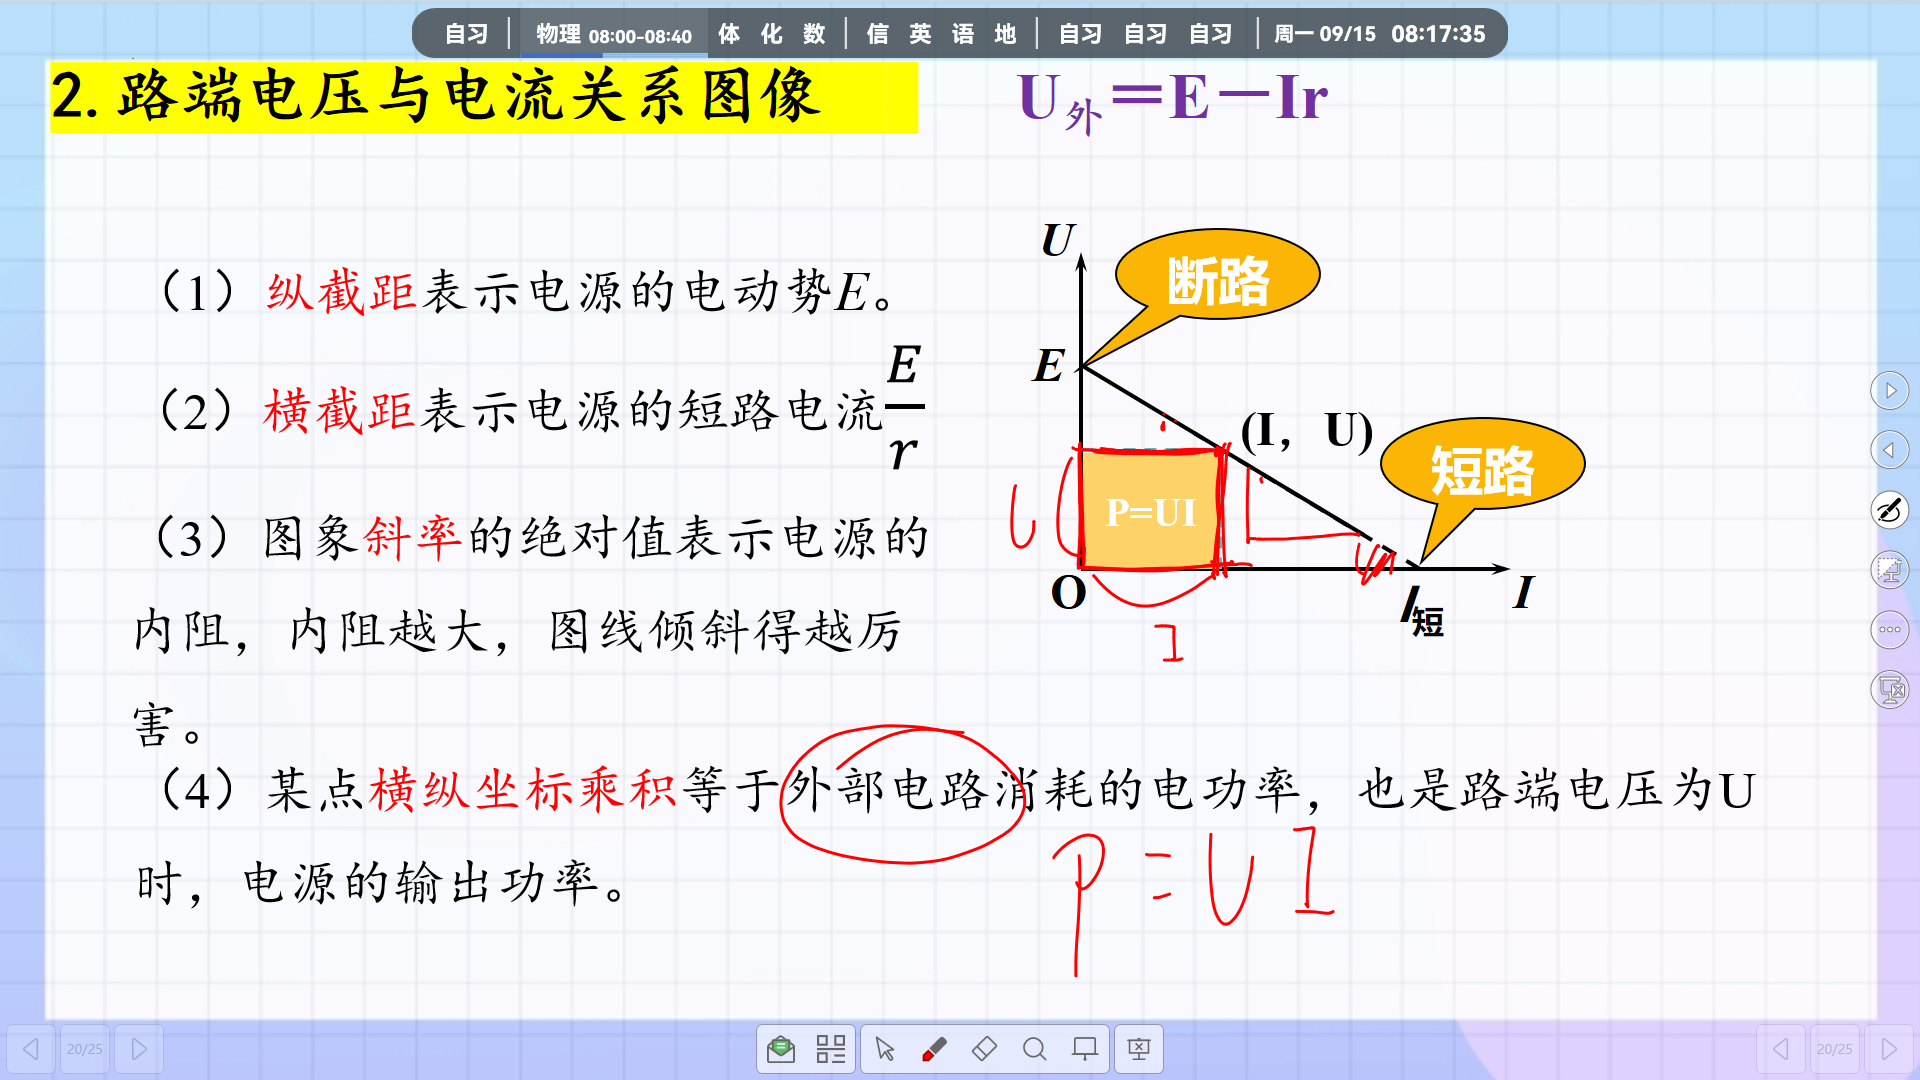 自习 物理 08:00-08:40 体 化 数 信 英 语 地 自习 自习 自习 周一 09/15 08:17:35
2.路端电压与电流关系图像
U外＝E－Ir
（1）纵截距表示电源的电动势E。
（2）横截距表示电源的短路电流E/r
（3）图象斜率的绝对值表示电源的
内阻，内阻越大，图线倾斜得越厉
害。
（4）某点横纵坐标乘积等于外部电路消耗的电功率，也是路端电压为U
时，电源的输出功率。
U
断路
E
(I，U)
短路
P=UI
U
O
I短
I
I
P=UI
20/25
20/25